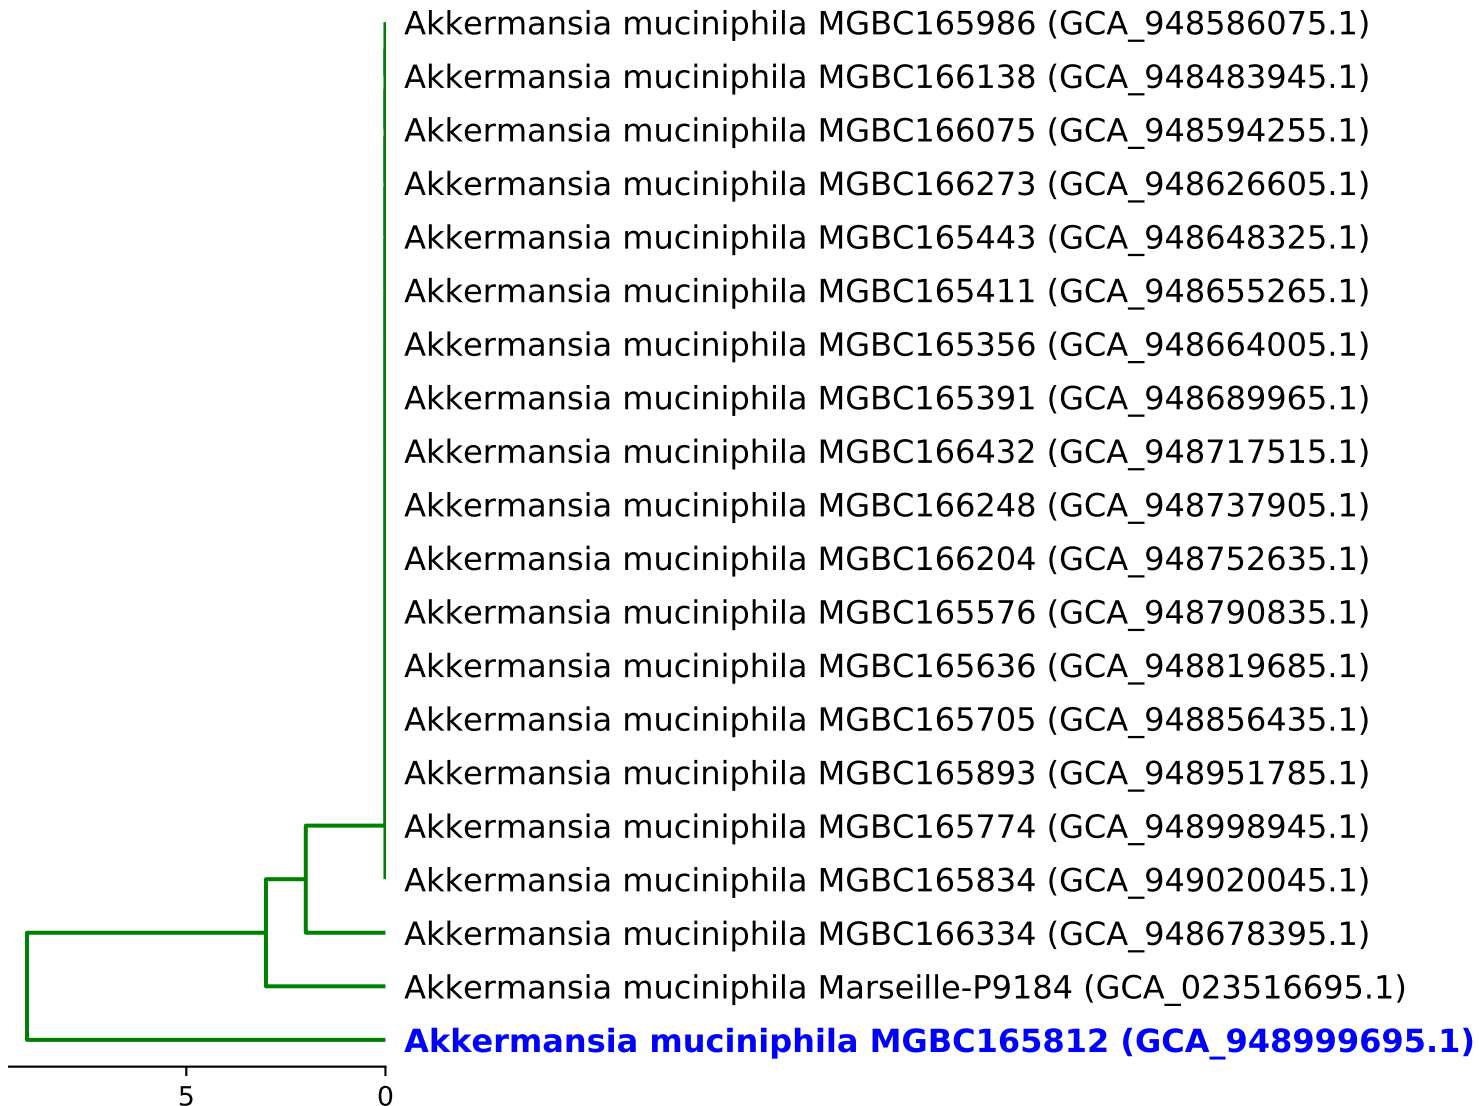 Akkermansia muciniphila MGBC165986 (GCA_948586075.1)
Akkermansia muciniphila MGBC166138 (GCA_948483945.1)
Akkermansia muciniphila MGBC166075 (GCA_948594255.1)
Akkermansia muciniphila MGBC166273 (GCA_948626605.1)
Akkermansia muciniphila MGBC165443 (GCA_948648325.1)
Akkermansia muciniphila MGBC165411 (GCA_948655265.1)
Akkermansia muciniphila MGBC165356 (GCA_948664005.1)
Akkermansia muciniphila MGBC165391 (GCA_948689965.1)
Akkermansia muciniphila MGBC166432 (GCA_948717515.1)
Akkermansia muciniphila MGBC166248 (GCA_948737905.1)
Akkermansia muciniphila MGBC166204 (GCA_948752635.1)
Akkermansia muciniphila MGBC165576 (GCA_948790835.1)
Akkermansia muciniphila MGBC165636 (GCA_948819685.1)
Akkermansia muciniphila MGBC165705 (GCA_948856435.1)
Akkermansia muciniphila MGBC165893 (GCA_948951785.1)
Akkermansia muciniphila MGBC165774 (GCA_948998945.1)
Akkermansia muciniphila MGBC165834 (GCA_949020045.1)
Akkermansia muciniphila MGBC166334 (GCA_948678395.1)
Akkermansia muciniphila Marseille-P9184 (GCA_023516695.1)
Akkermansia muciniphila MGBC165812 (GCA_948999695.1)
5 0